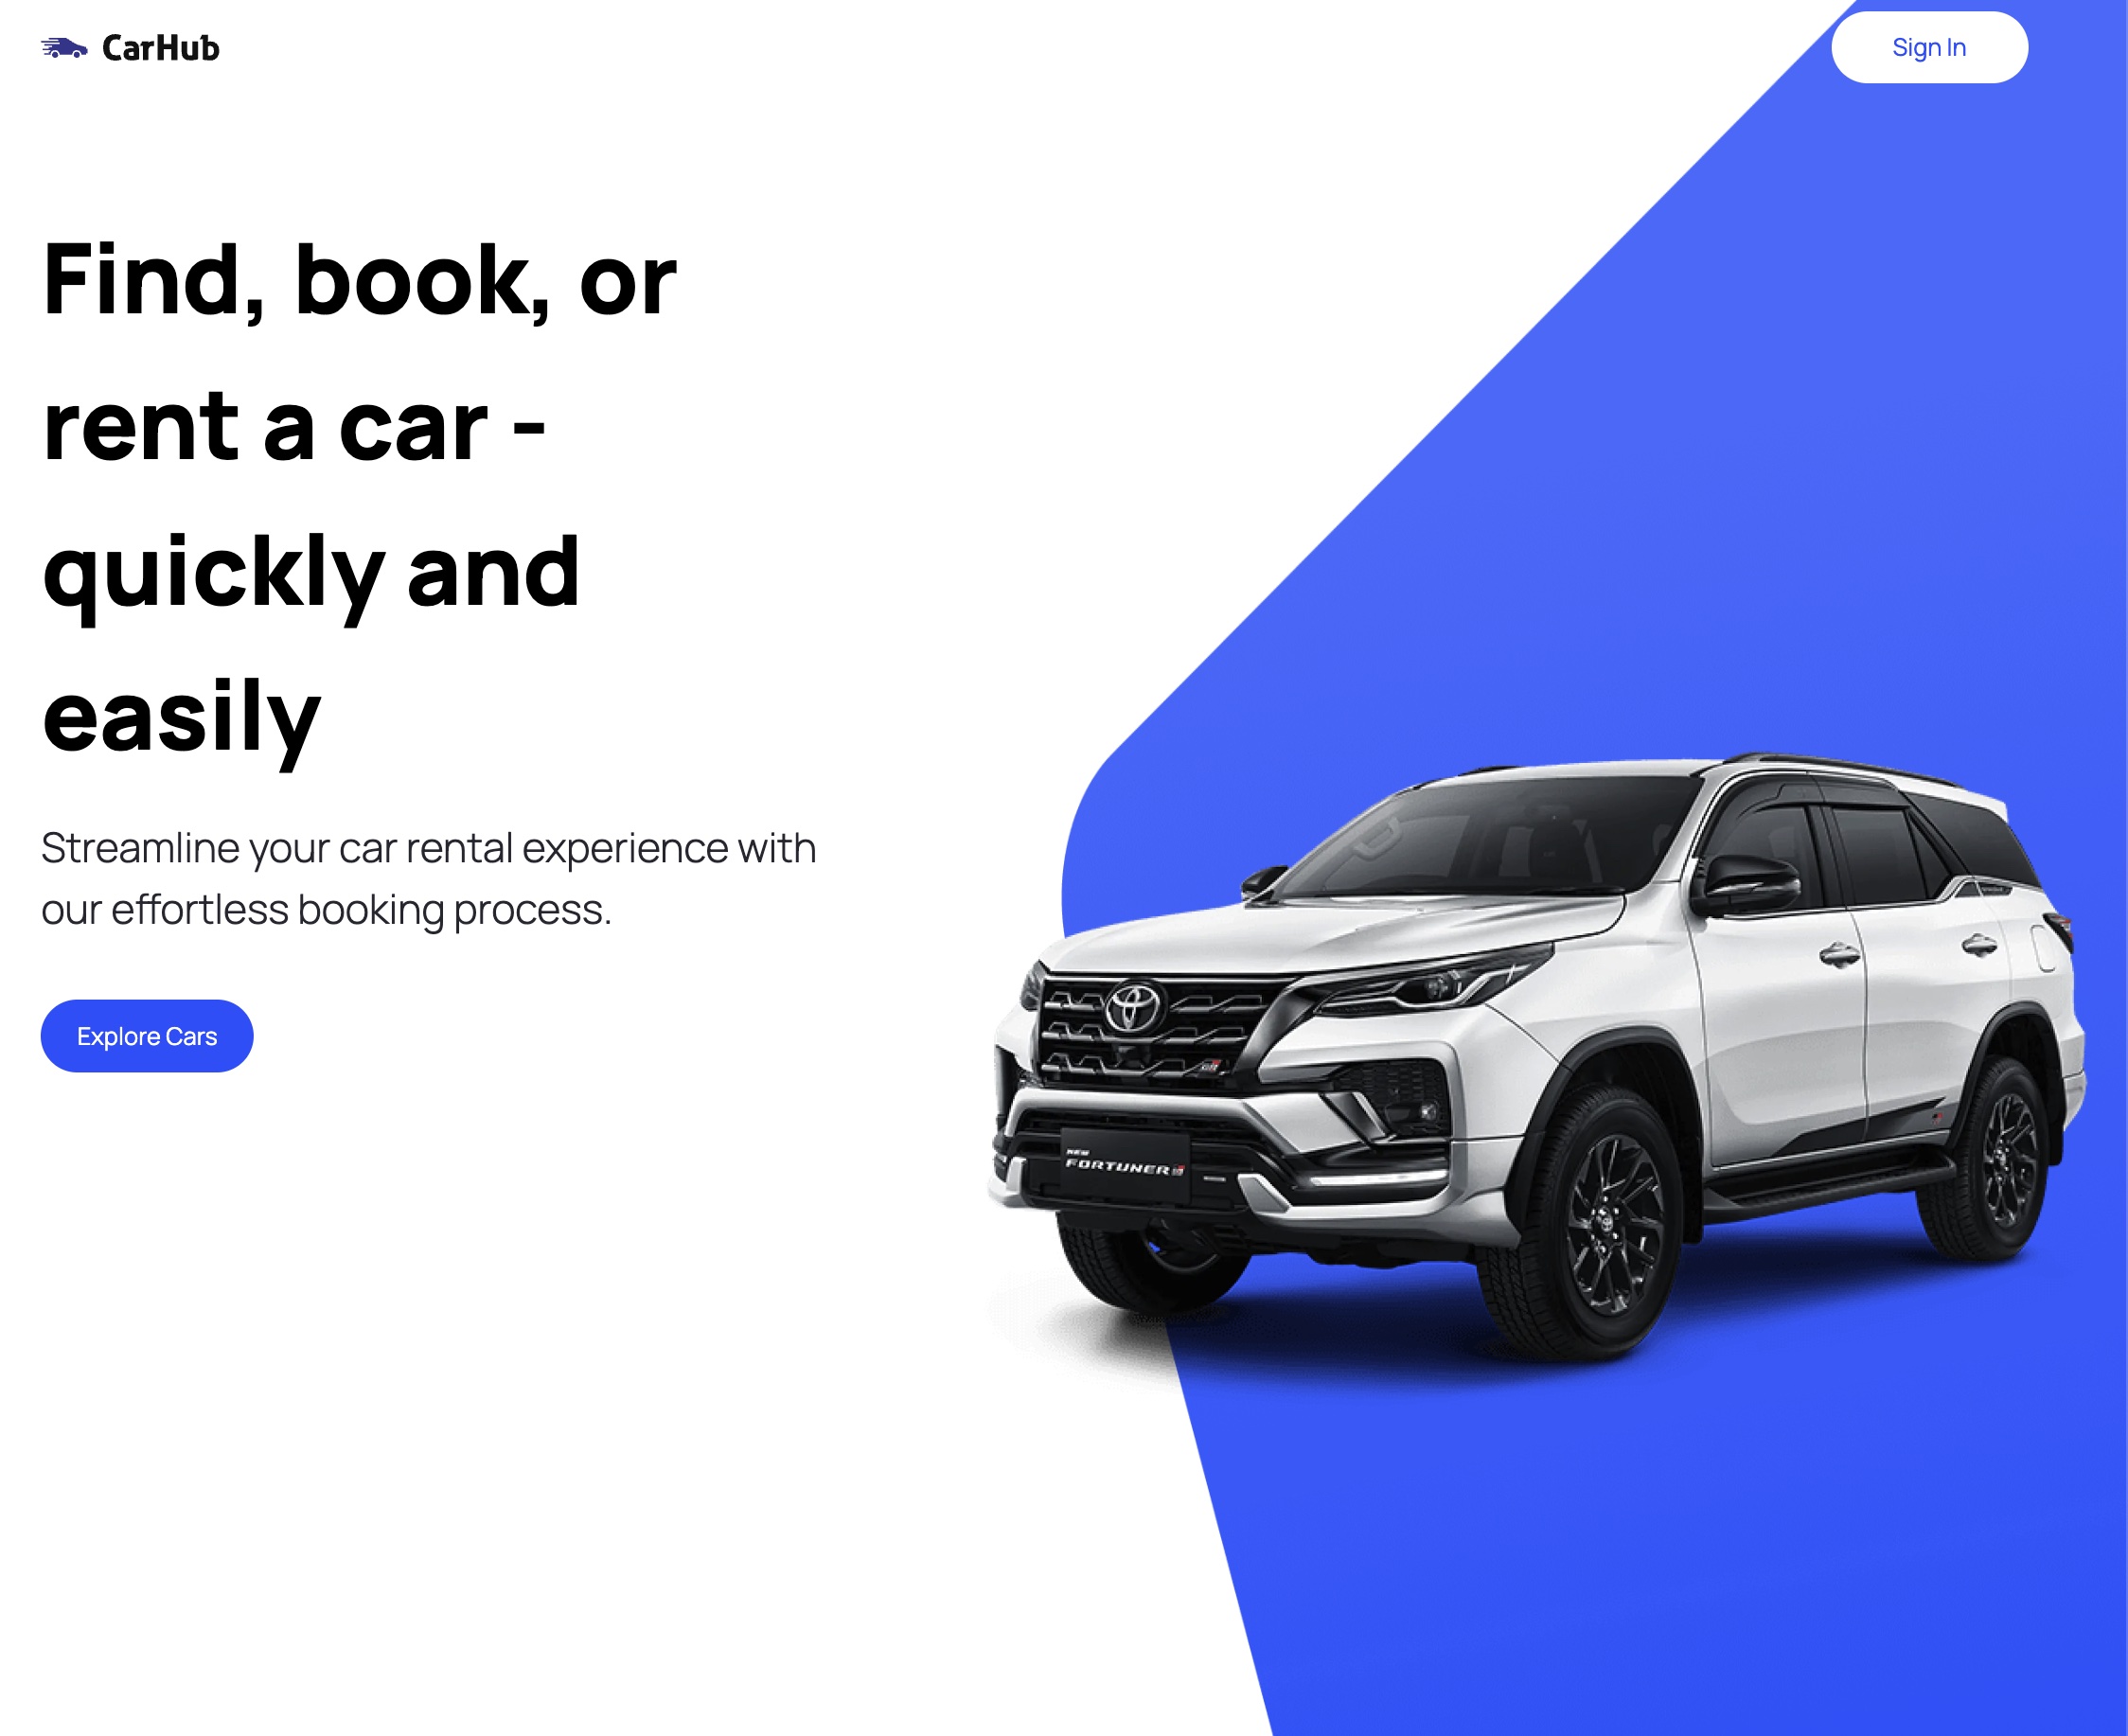 CarHub
Sign In
Find, book, or
rent a car -
quickly and
easily
Streamline your car rental experience with
our effortless booking process.
Explore Cars
NEW
FORTUNER